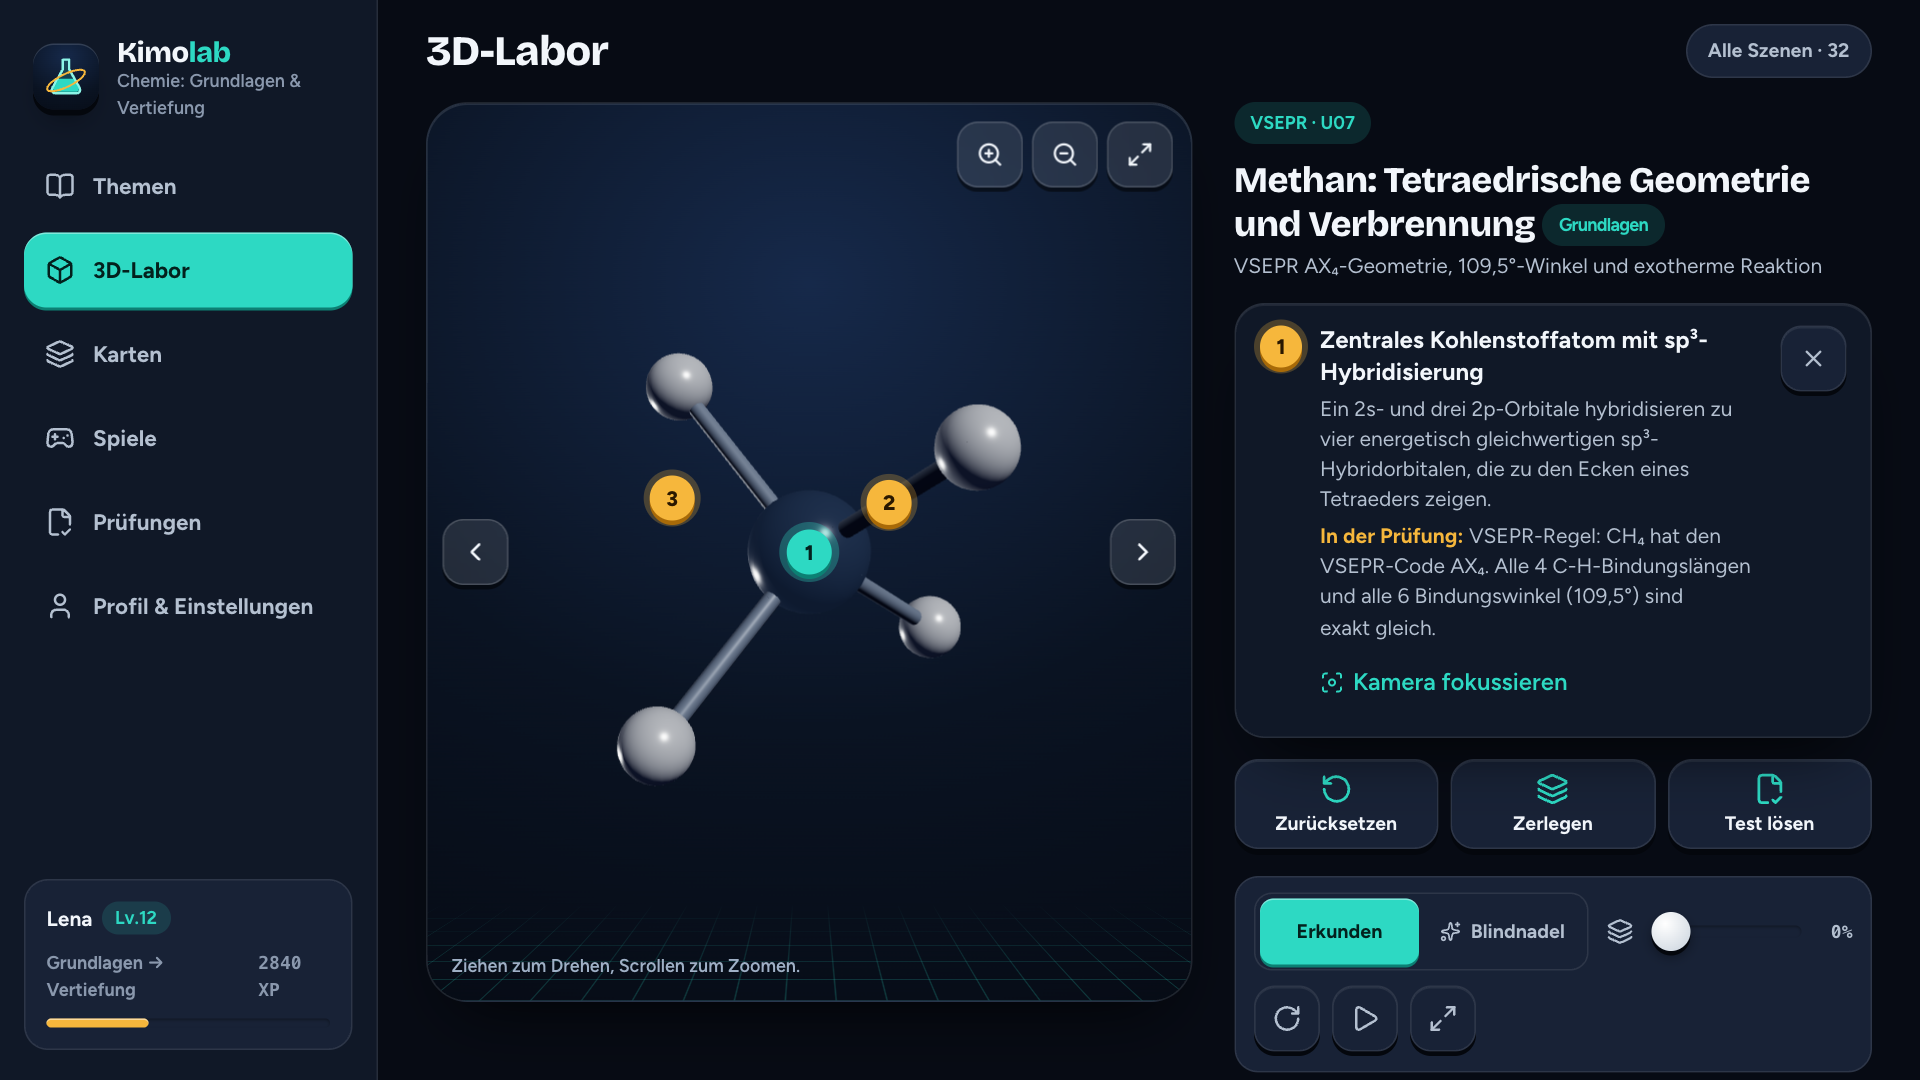 Kimolab
Chemie: Grundlagen &
Vertiefung
Themen
3D-Labor
Karten
Spiele
Prüfungen
Profil & Einstellungen
Lena Lv.12
Grundlagen → 2840
Vertiefung XP
3D-Labor
Alle Szenen · 32
3
2
1
Ziehen zum Drehen, Scrollen zum Zoomen.
VSEPR · U07
Methan: Tetraedrische Geometrie
und Verbrennung Grundlagen
VSEPR AX₄-Geometrie, 109,5°-Winkel und exotherme Reaktion
1 Zentrales Kohlenstoffatom mit sp³-
Hybridisierung
Ein 2s- und drei 2p-Orbitale hybridisieren zu
vier energetisch gleichwertigen sp³-
Hybridorbitalen, die zu den Ecken eines
Tetraeders zeigen.
In der Prüfung: VSEPR-Regel: CH₄ hat den
VSEPR-Code AX₄. Alle 4 C-H-Bindungslängen
und alle 6 Bindungswinkel (109,5°) sind
exakt gleich.
Kamera fokussieren
Zurücksetzen Zerlegen Test lösen
Erkunden Blindnadel 0%